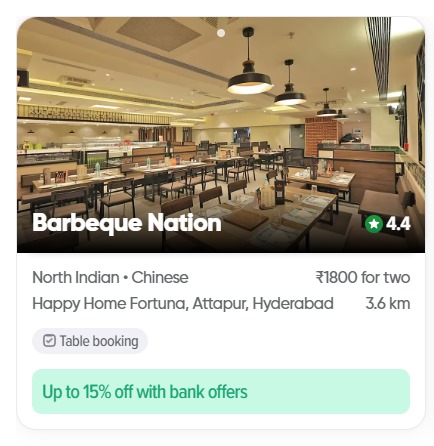 Barbeque Nation
4.4
North Indian • Chinese
₹1800 for two
Happy Home Fortuna, Attapur, Hyderabad
3.6 km
Table booking
Up to 15% off with bank offers